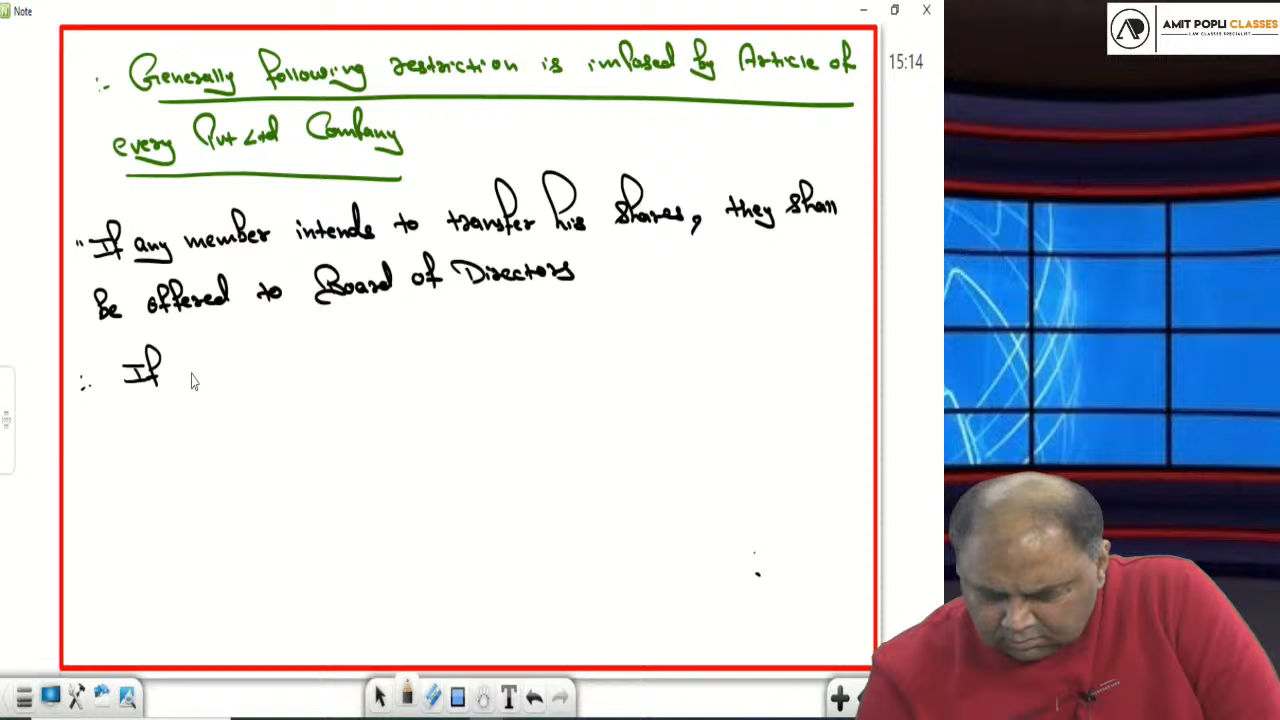 Note
AMIT POPLI CLASSES
LAW CLASSES SPECIALIST
15:14
∴ Generally following restriction is imposed by Article of
every Pvt Ltd Company
"If any member intends to transfer his shares, they shall
be offered to Board of Directors
∴ If